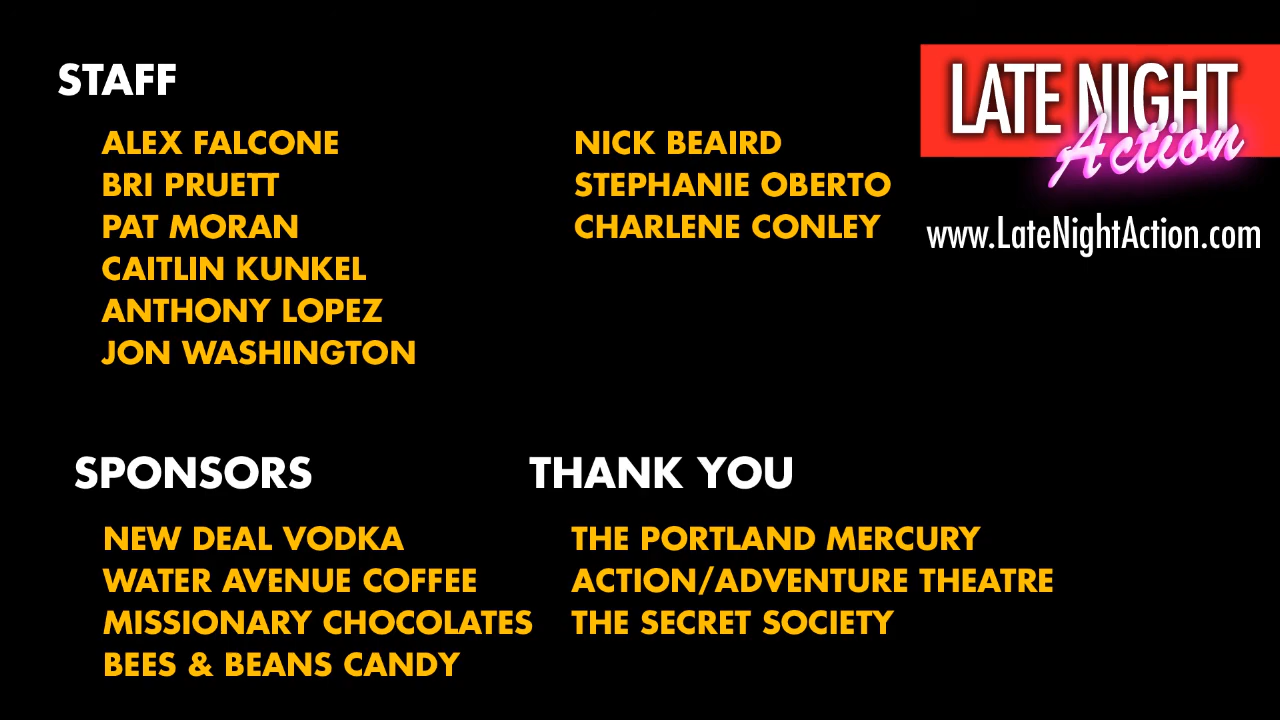 STAFF
ALEX FALCONE
BRI PRUETT
PAT MORAN
CAITLIN KUNKEL
ANTHONY LOPEZ
JON WASHINGTON
NICK BEAIRD
STEPHANIE OBERTO
CHARLENE CONLEY
LATE NIGHT
Action
www.LateNightAction.com
SPONSORS
NEW DEAL VODKA
WATER AVENUE COFFEE
MISSIONARY CHOCOLATES
BEES & BEANS CANDY
THANK YOU
THE PORTLAND MERCURY
ACTION/ADVENTURE THEATRE
THE SECRET SOCIETY